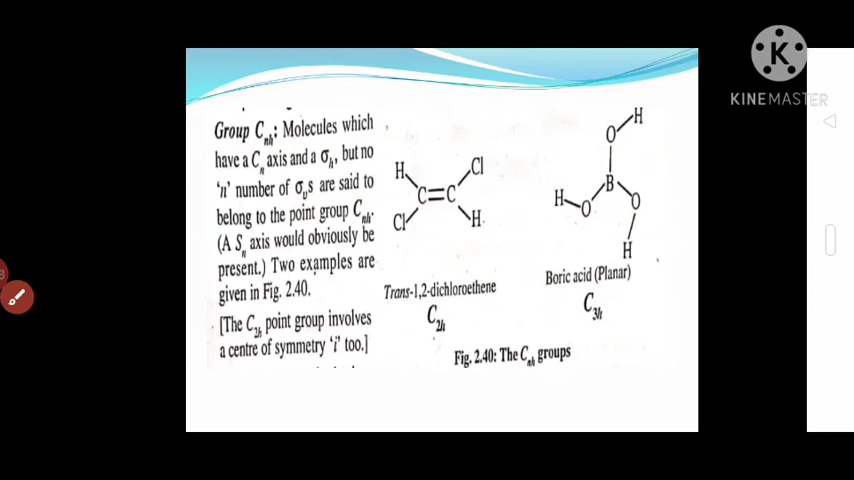 Group Cnh: Molecules which
have a Cn axis and a σh, but no
'n' number of σvs are said to
belong to the point group Cnh.
(A Sn axis would obviously be
present.) Two examples are
given in Fig. 2.40.
[The C2h point group involves
a centre of symmetry 'i' too.]
H Cl
C=C
Cl H
Trans-1,2-dichloroethene
C2h
H
O
B
H O O
H
Boric acid (Planar)
C3h
Fig. 2.40: The Cnh groups
K
KINEMASTER